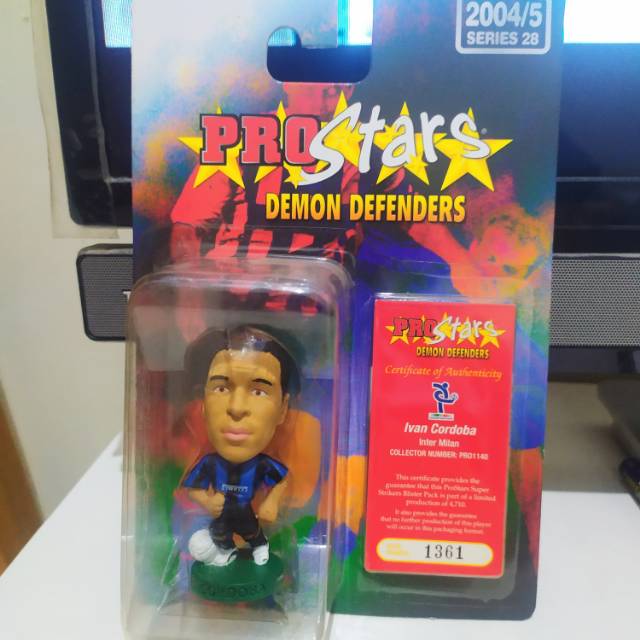 2004/5
SERIES 28
PROStars
DEMON DEFENDERS
PROStars
DEMON DEFENDERS
Certificate of Authenticity
Ivan Cordoba
Inter Milan
COLLECTOR NUMBER: PRO1140
This certificate provides the
guarantee that this ProStars Super
Strikers Blister Pack is part of a limited
production of 4,710.
It also provides the guarantee
that no further production of this player
will occur in this packaging format.
1361
PIRELLI
CORDOBA